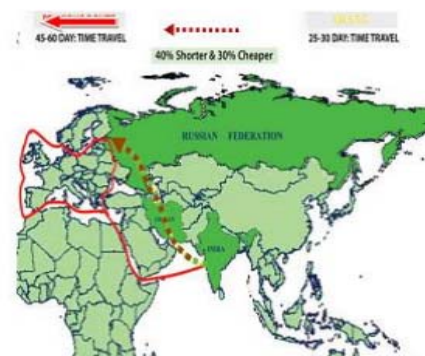 45-60 DAY: TIME TRAVEL
25-30 DAY: TIME TRAVEL
40% Shorter & 30% Cheaper
RUSSIAN FEDERATION
INDIA